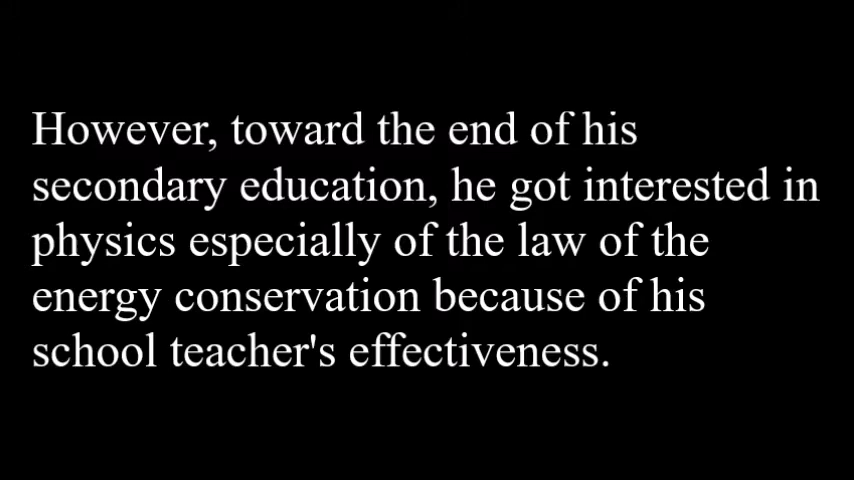 However, toward the end of his
secondary education, he got interested in
physics especially of the law of the
energy conservation because of his
school teacher's effectiveness.